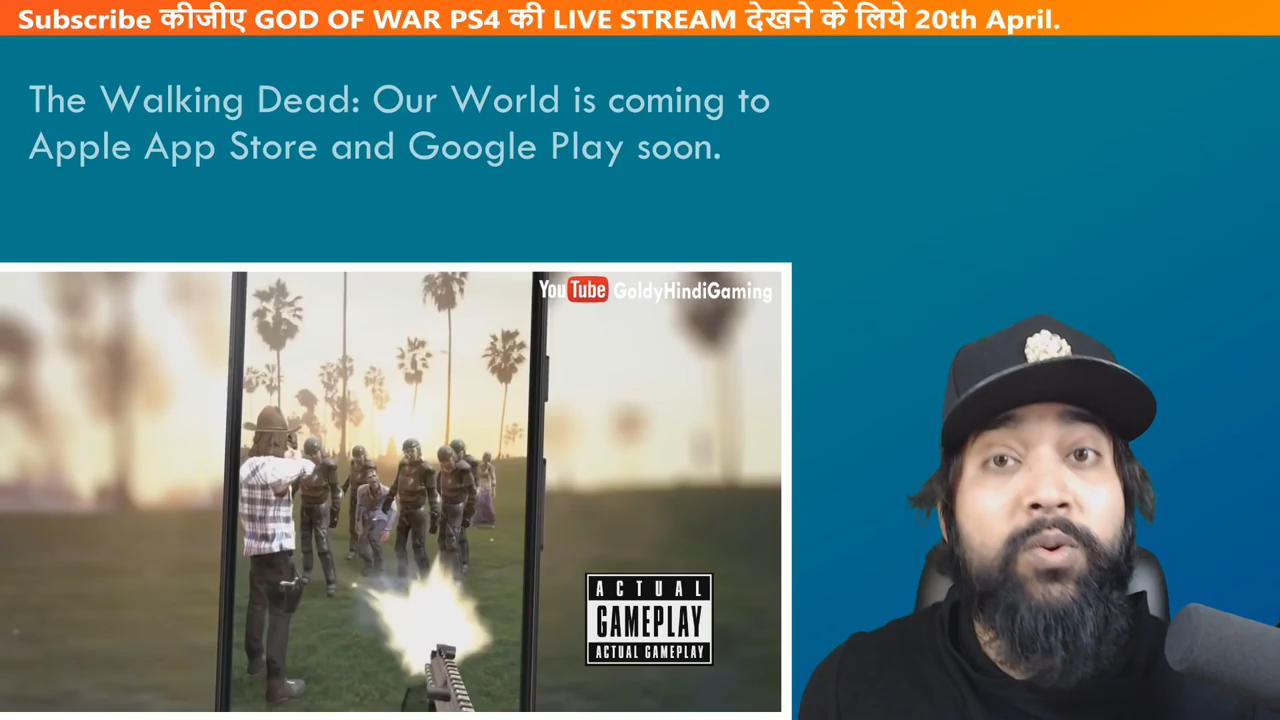 Subscribe कीजीए GOD OF WAR PS4 की LIVE STREAM देखने के लिये 20th April.
The Walking Dead: Our World is coming to
Apple App Store and Google Play soon.
YouTube GoldyHindiGaming
ACTUAL
GAMEPLAY
ACTUAL GAMEPLAY